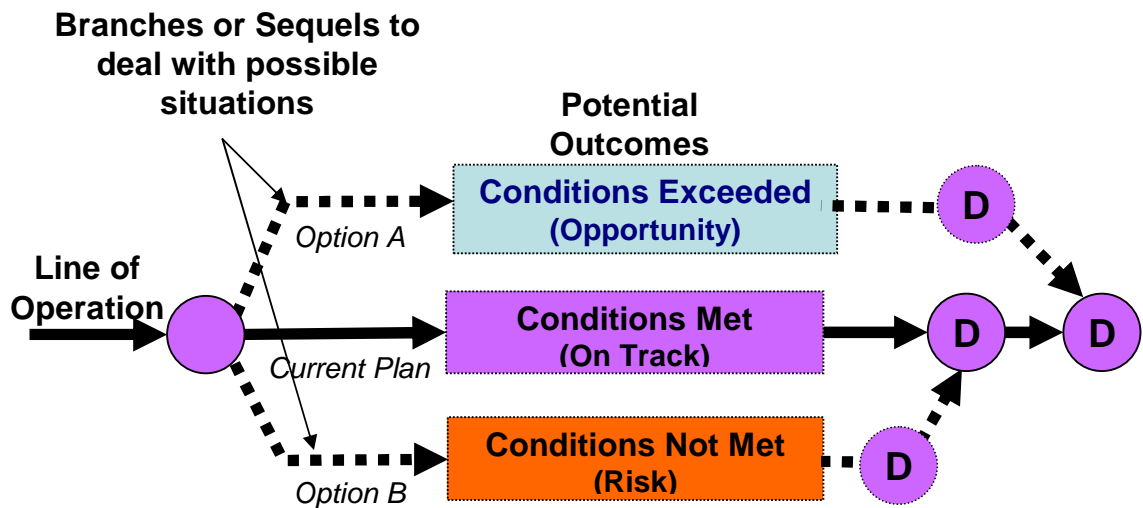 Branches or Sequels to
deal with possible
situations
Potential
Outcomes
Conditions Exceeded
(Opportunity)
D
Option A
Line of
Operation
Conditions Met
(On Track)
D
D
Current Plan
Conditions Not Met
(Risk)
D
Option B